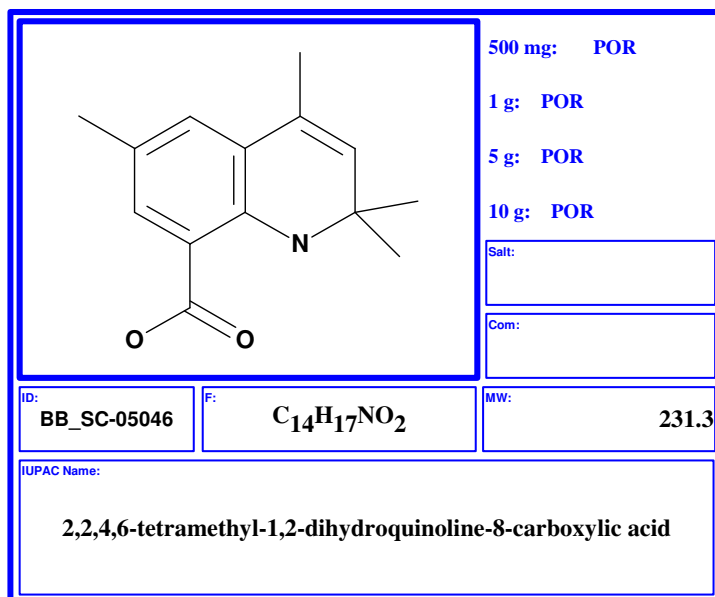 500 mg: POR
1 g: POR
5 g: POR
10 g: POR
N
O
O
Salt:
Com:
ID:
BB_SC-05046
F:
C14H17NO2
MW:
231.3
IUPAC Name:
2,2,4,6-tetramethyl-1,2-dihydroquinoline-8-carboxylic acid